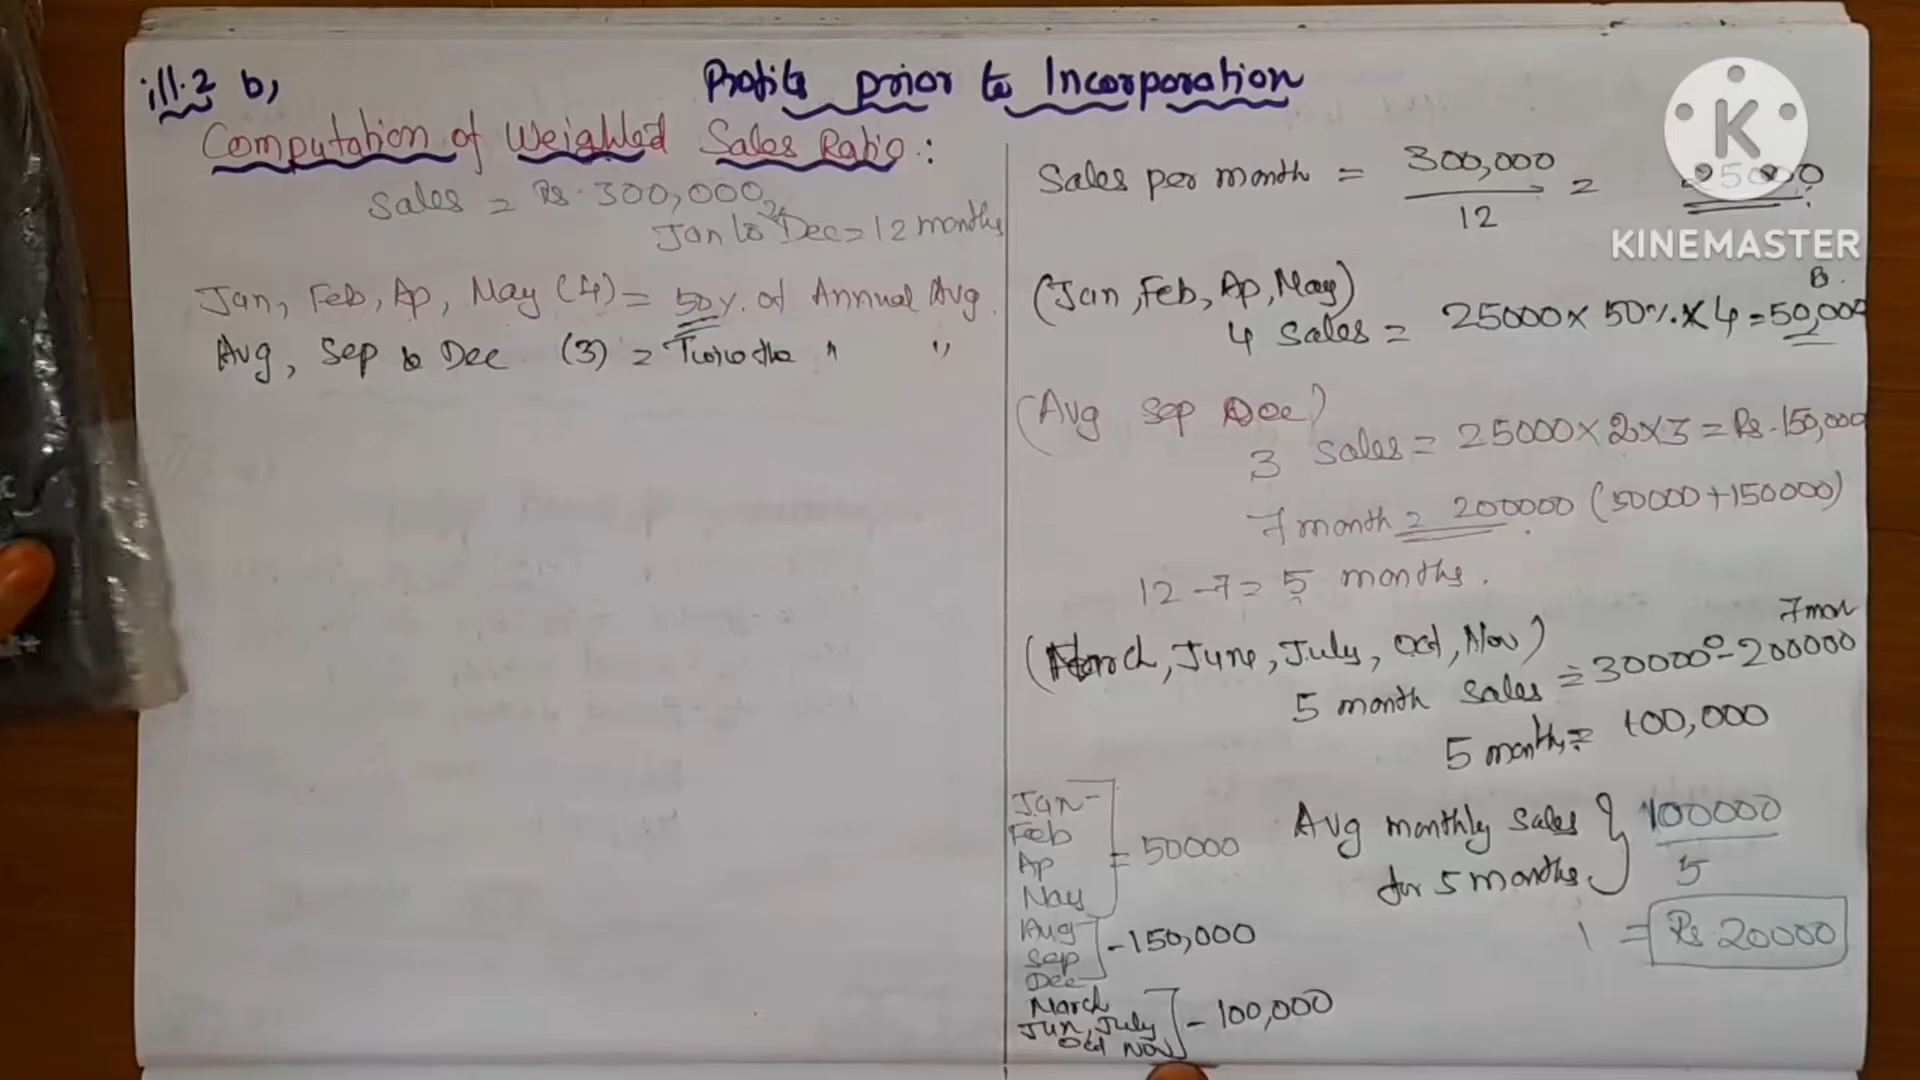 ill.2 b,
Profits prior to Incorporation
Computation of Weighted Sales Ratio :
Sales = Rs. 300,000
Jan to Dec = 12 months
Jan, Feb, Ap, May (4) = 50%. of Annual Avg.
Aug, Sep & Dec (3) = Twice the " "
Sales per month = 300,000 / 12 = 25000
K
KINEMASTER
(Jan, Feb, Ap, May)
4 Sales = 25000 × 50%. × 4 = 50,000
(Aug Sep Dec)
3 Sales = 25000 × 2 × 3 = Rs. 150,000
7 month = 200000 (50000+150000)
12 - 7 = 5 months.
7 mon
(March, June, July, Oct, Nov)
5 month Sales = 300000 - 200000
5 months = 100,000
Avg monthly Sales for 5 months } 100000 / 5
= Rs. 20000
Jan
Feb
Ap
May
= 50000
Aug
Sep
Dec
- 150,000
March
Jun, July
Oct Nov
- 100,000